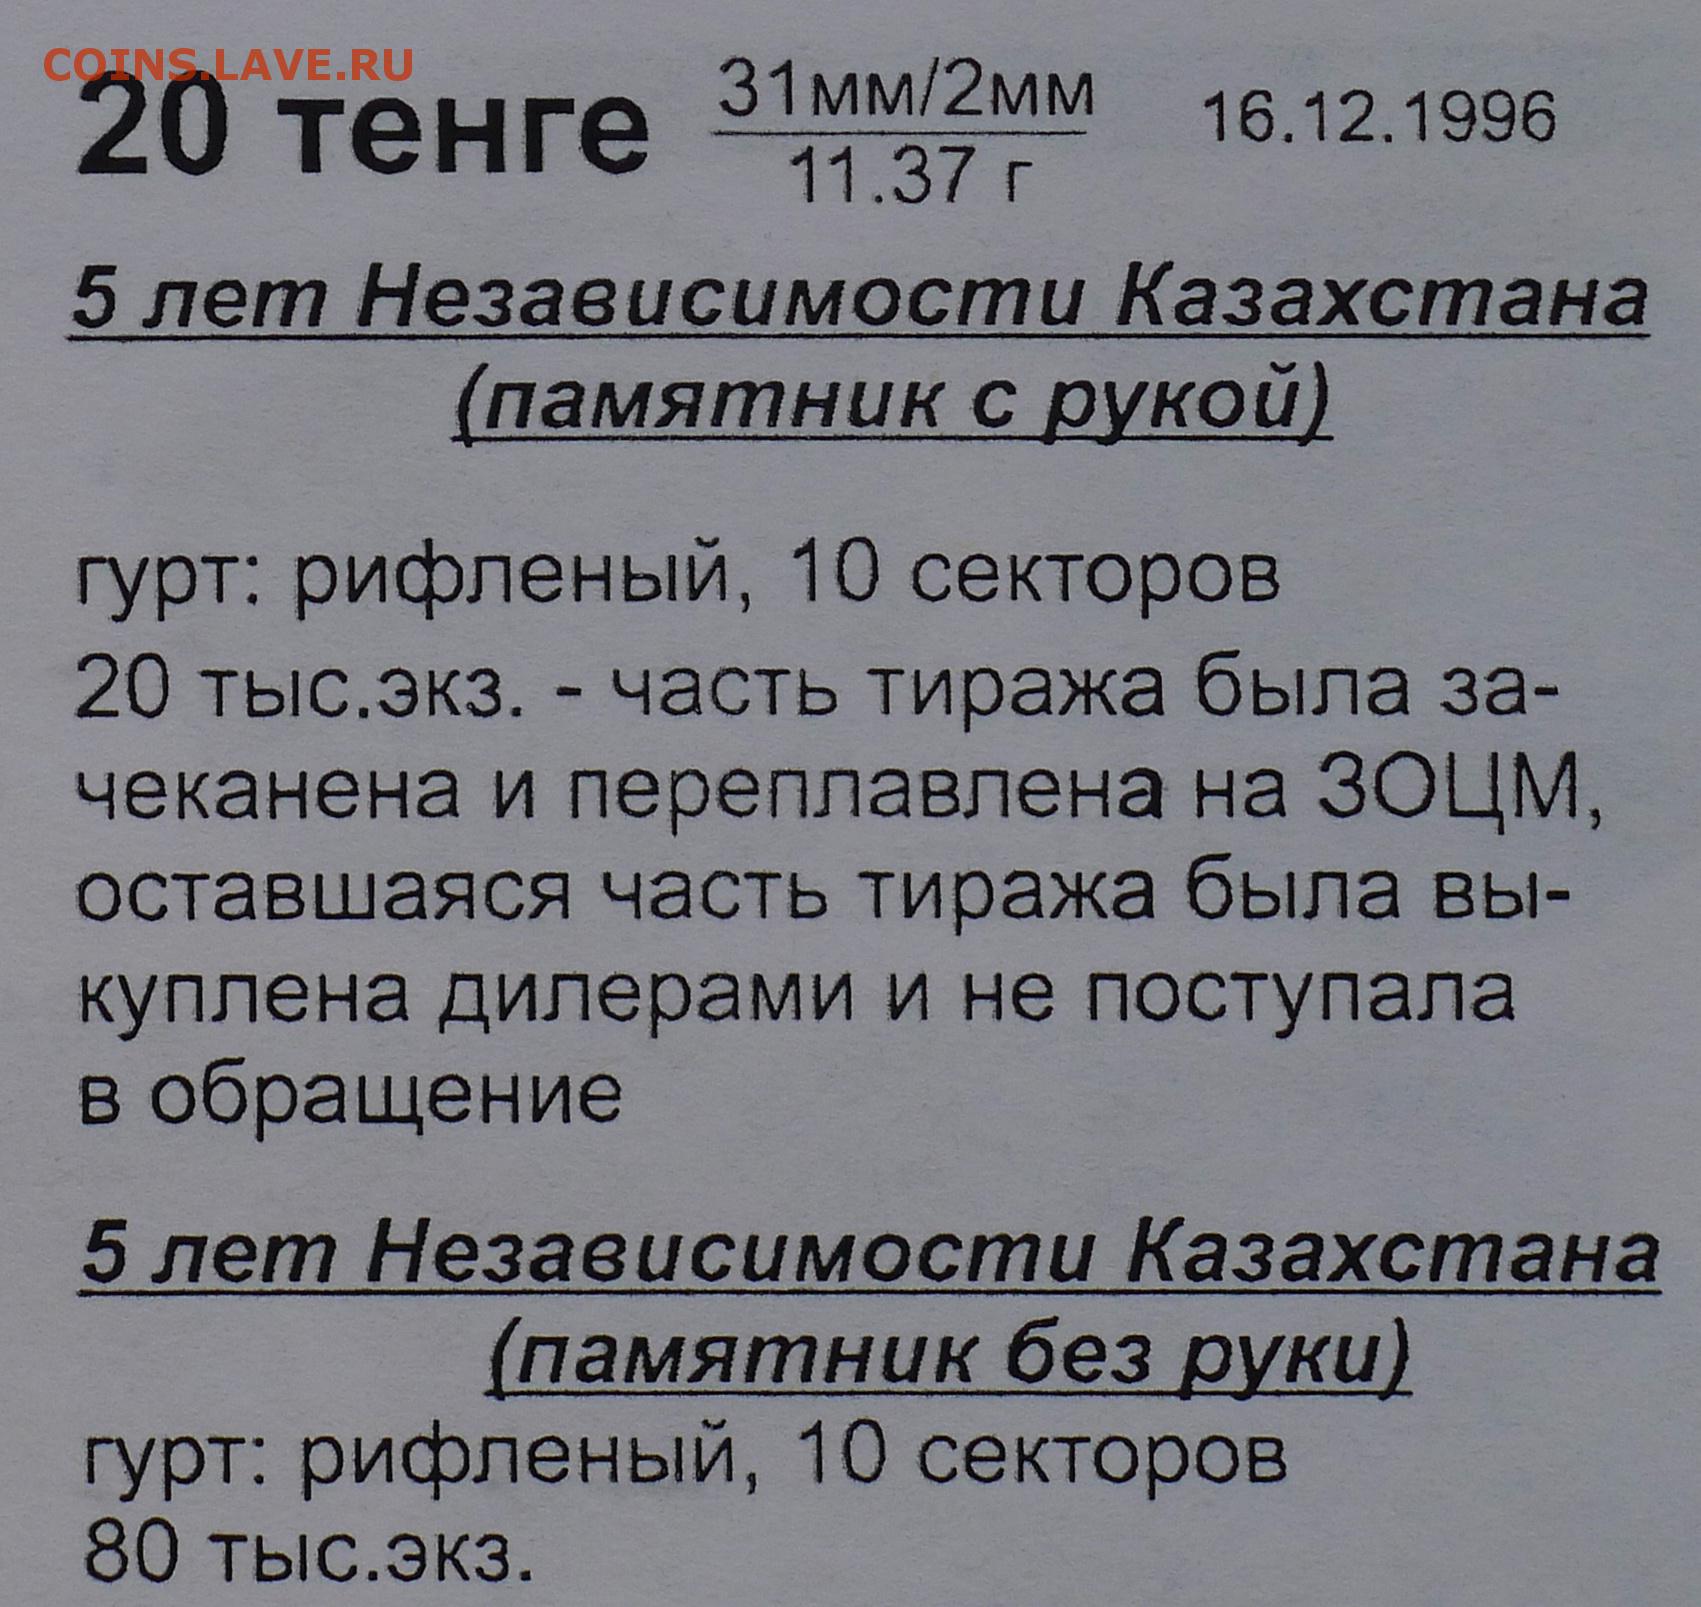 COINS.LAVE.RU
20 тенге 31мм/2мм 16.12.1996
11.37 г
5 лет Независимости Казахстана
(памятник с рукой)
гурт: рифленый, 10 секторов
20 тыс.экз. - часть тиража была за-
чеканена и переплавлена на ЗОЦМ,
оставшаяся часть тиража была вы-
куплена дилерами и не поступала
в обращение
5 лет Независимости Казахстана
(памятник без руки)
гурт: рифленый, 10 секторов
80 тыс.экз.